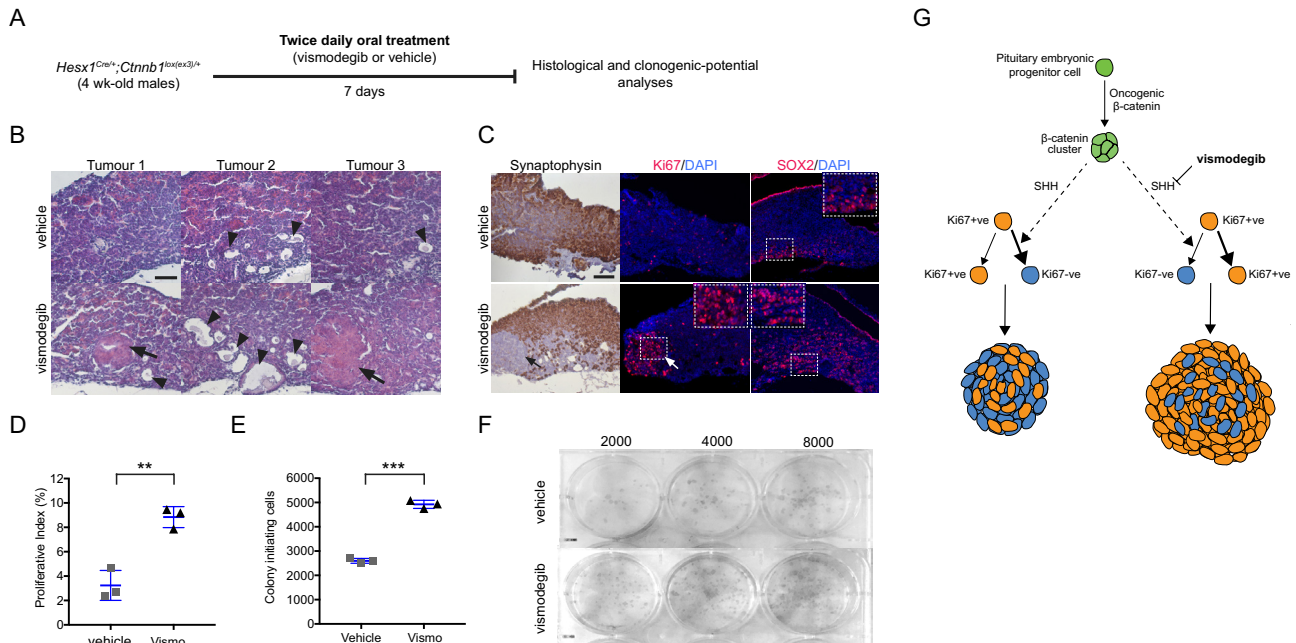 A
Hesx1Cre/+;Ctnnb1lox(ex3)/+
(4 wk-old males)
Twice daily oral treatment
(vismodegib or vehicle)
7 days
Histological and clonogenic-potential
analyses
B
Tumour 1
Tumour 2
Tumour 3
vehicle
vismodegib
C
Synaptophysin
Ki67/DAPI
SOX2/DAPI
vehicle
vismodegib
D
Proliferative Index (%)
12
10
8
6
4
2
0
**
vehicle
Vismo
E
Colony initiating cells
6000
5000
4000
3000
2000
1000
0
***
Vehicle
Vismo
F
2000
4000
8000
vehicle
vismodegib
G
Pituitary embryonic
progenitor cell
Oncogenic
β-catenin
β-catenin
cluster
vismodegib
SHH
SHH
Ki67+ve
Ki67+ve
Ki67+ve
Ki67-ve
Ki67-ve
Ki67+ve